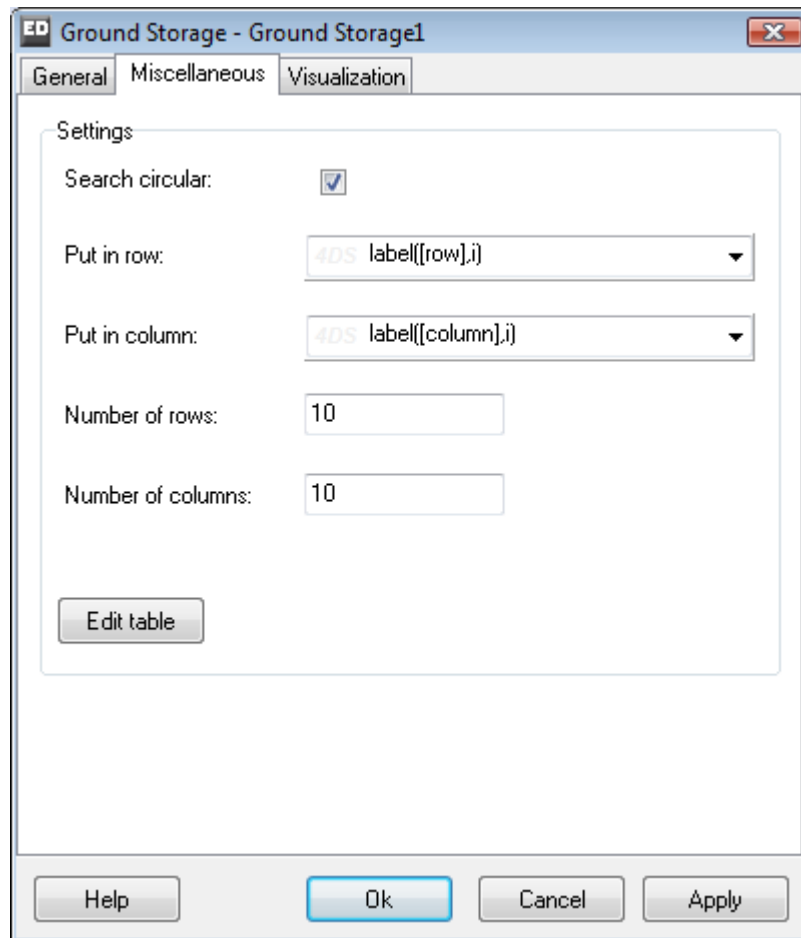 ED Ground Storage - Ground Storage1
General Miscellaneous Visualization
Settings
Search circular:
Put in row: 4DS label([row],i)
Put in column: 4DS label([column],i)
Number of rows: 10
Number of columns: 10
Edit table
Help Ok Cancel Apply